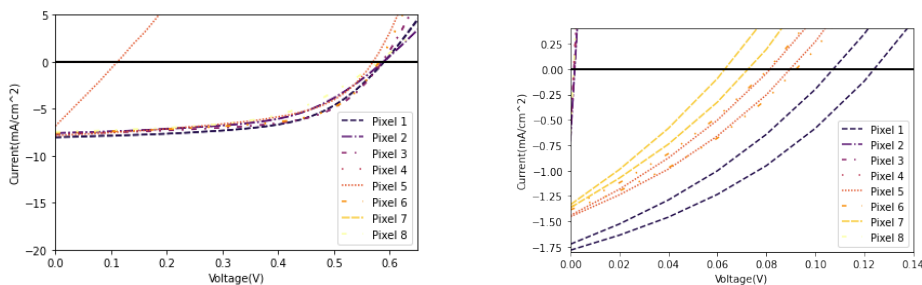 5
0
−5
−10
−15
−20
Current(mA/cm^2)
0.0 0.1 0.2 0.3 0.4 0.5 0.6
Voltage(V)
Pixel 1
Pixel 2
Pixel 3
Pixel 4
Pixel 5
Pixel 6
Pixel 7
Pixel 8
0.25
0.00
−0.25
−0.50
−0.75
−1.00
−1.25
−1.50
−1.75
Current(mA/cm^2)
0.00 0.02 0.04 0.06 0.08 0.10 0.12 0.14
Voltage(V)
Pixel 1
Pixel 2
Pixel 3
Pixel 4
Pixel 5
Pixel 6
Pixel 7
Pixel 8